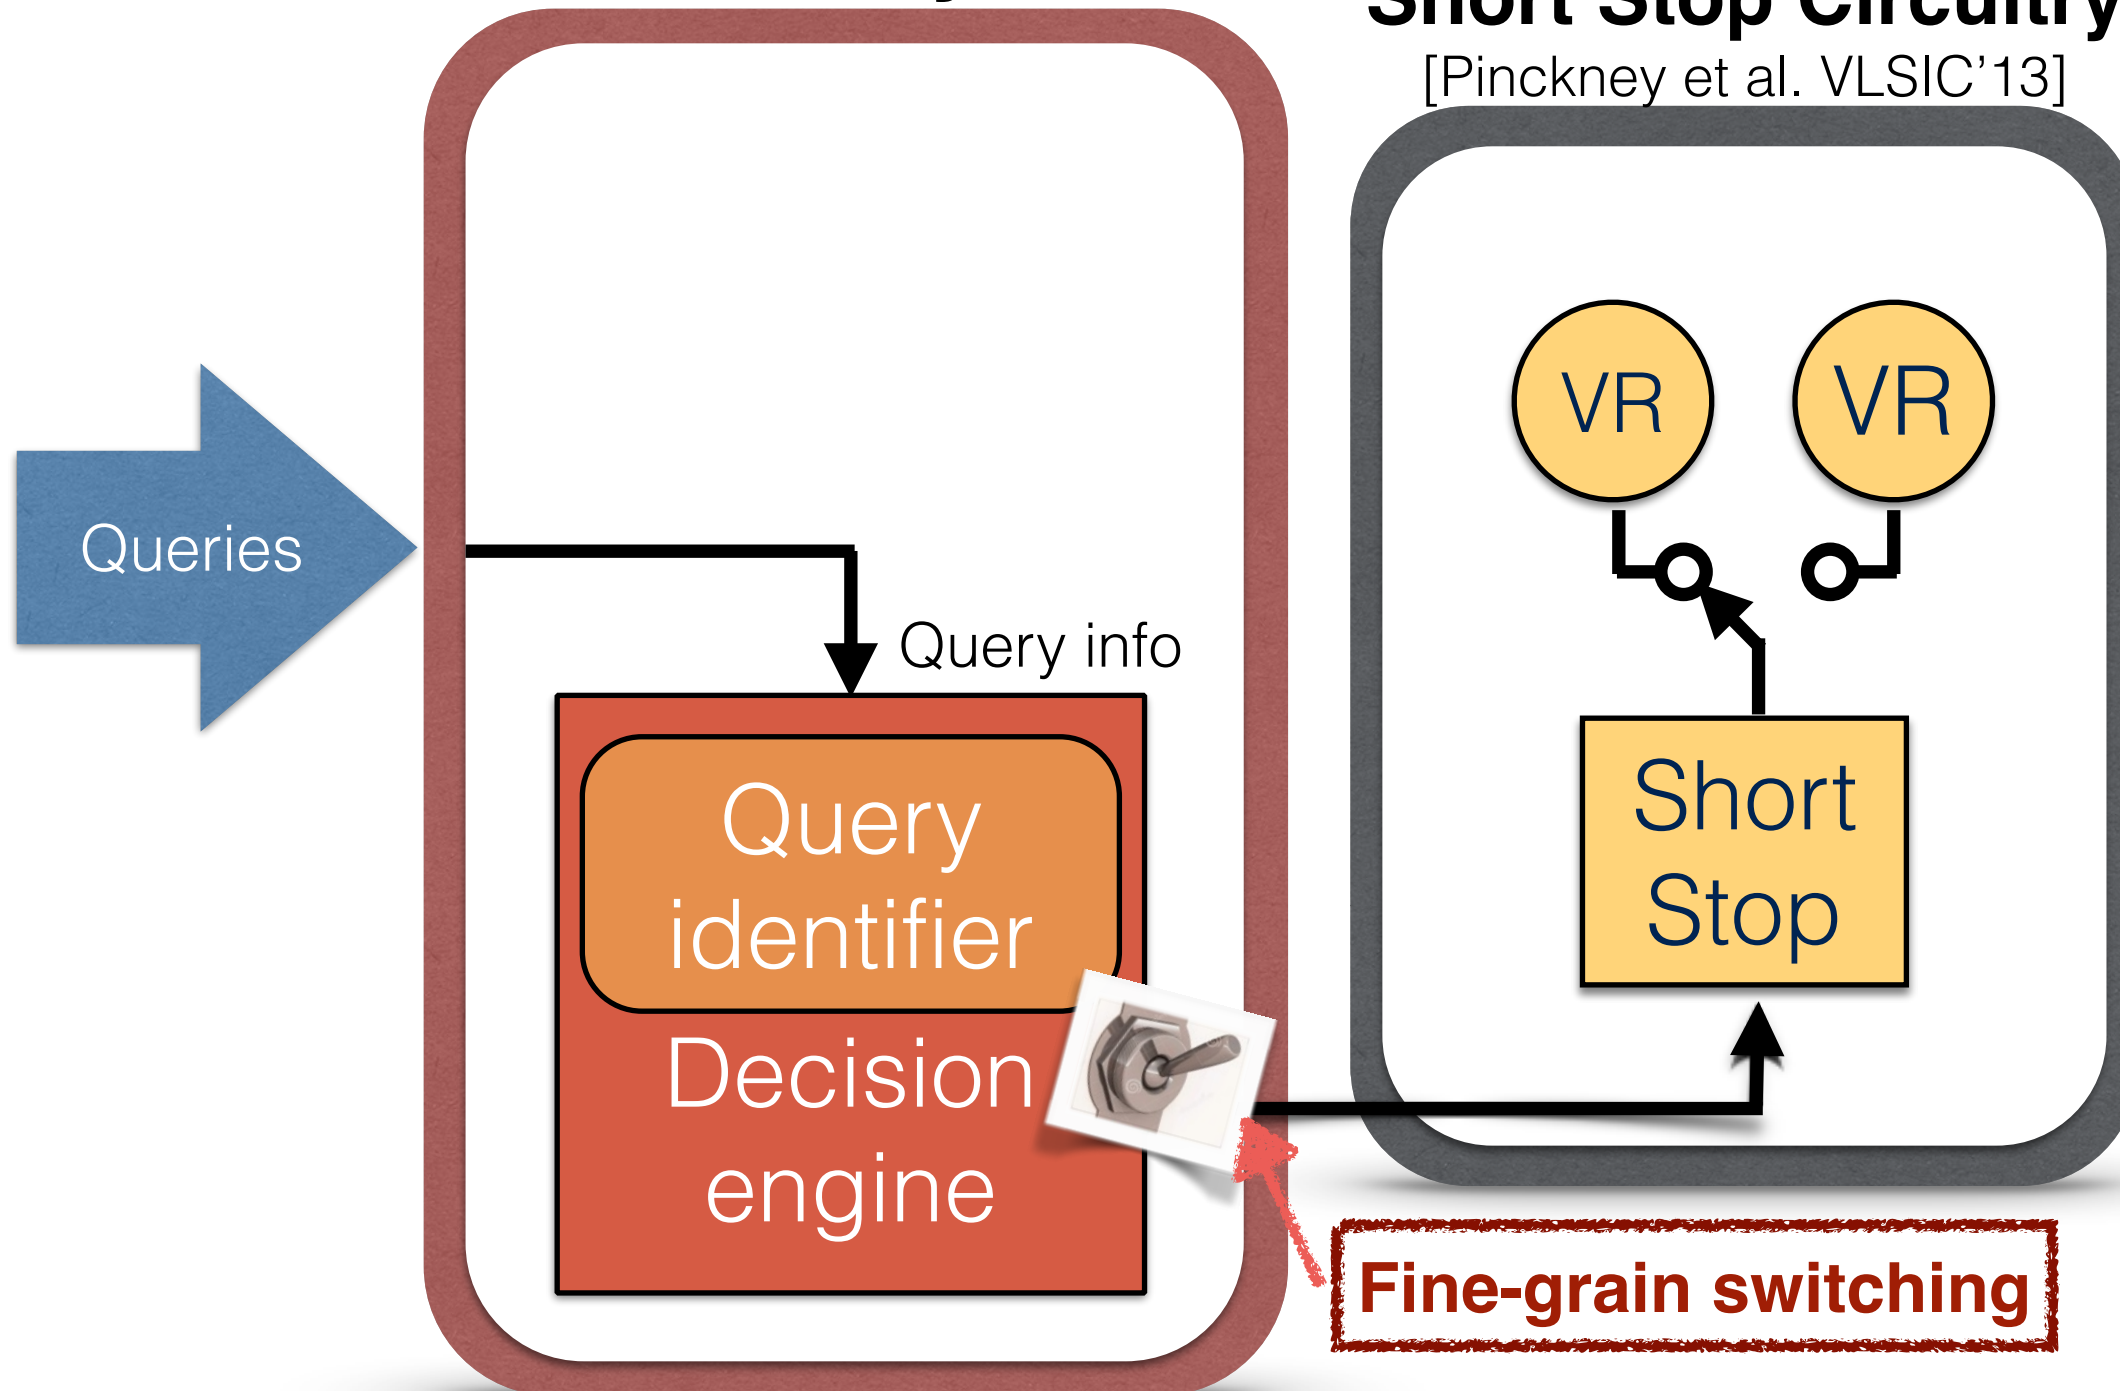 Short Stop Circuitry
[Pinckney et al. VLSIC’13]
Queries
Query info
Query
identifier
Decision
engine
VR
VR
Short
Stop
Fine-grain switching